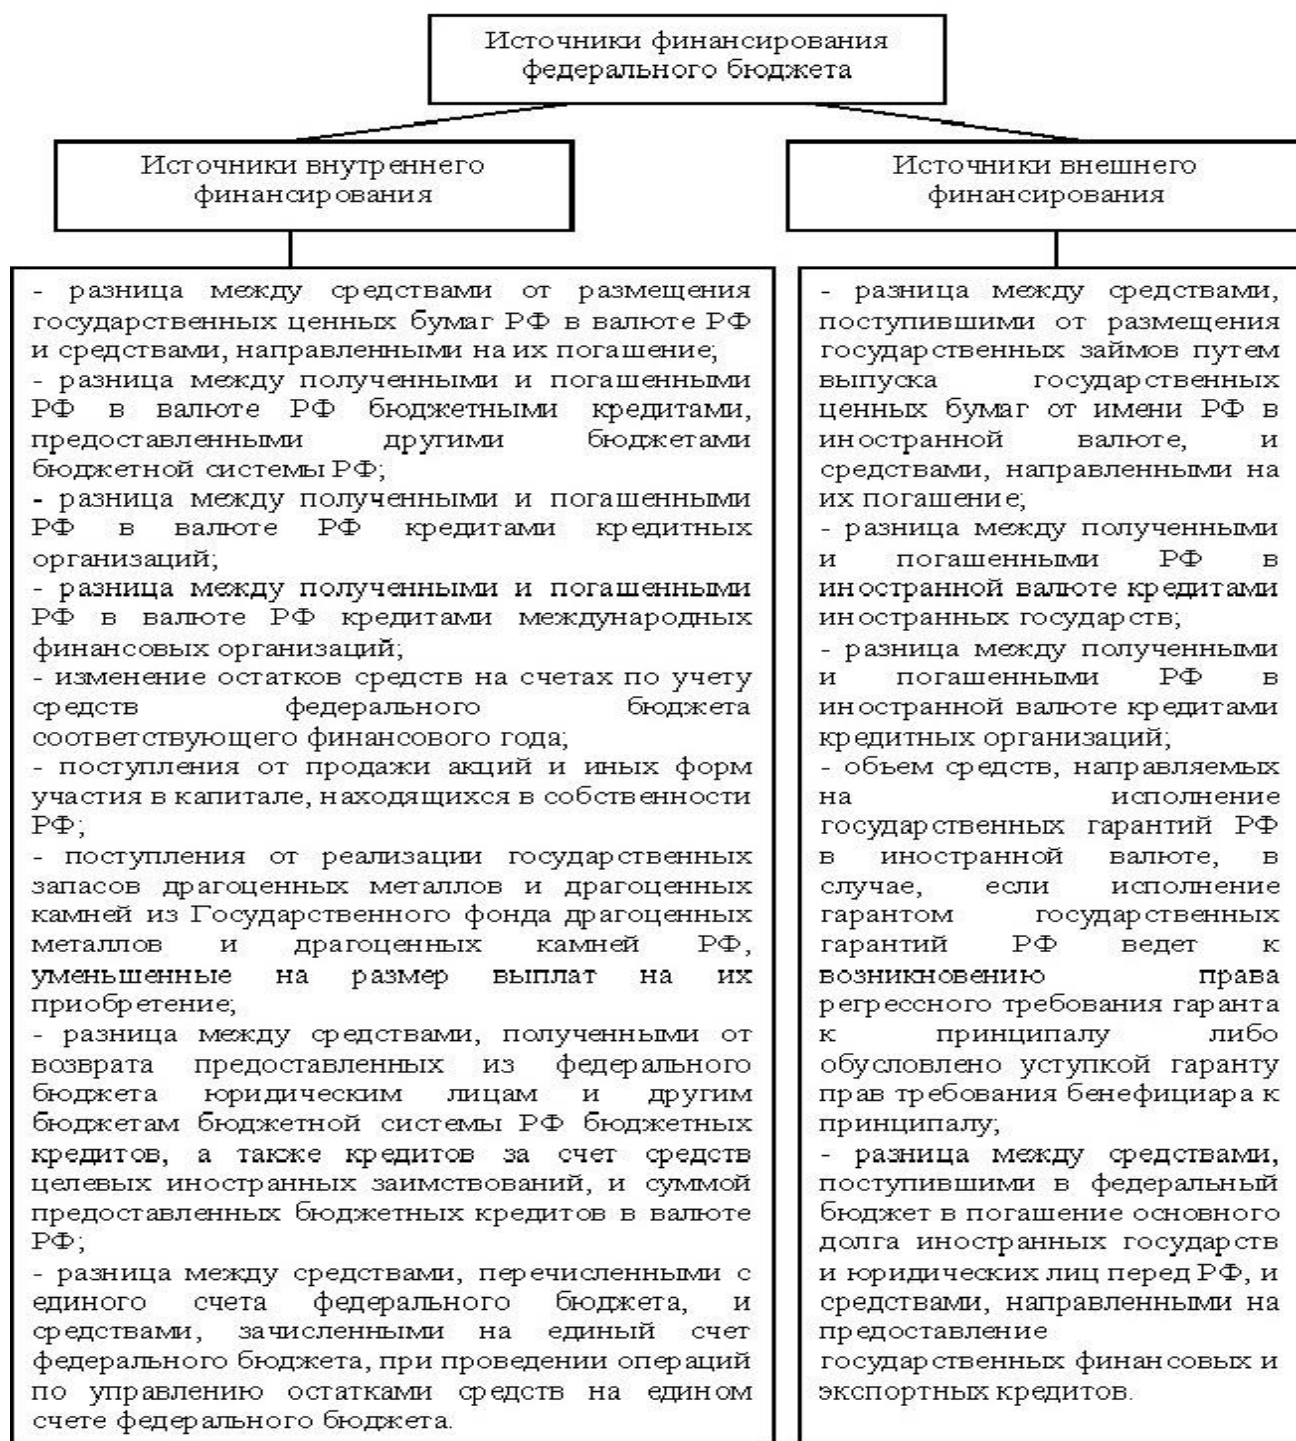 Источники финансирования
федерального бюджета
Источники внутреннего
финансирования
Источники внешнего
финансирования
- разница между средствами от размещения
государственных ценных бумаг РФ в валюте РФ
и средствами, направленными на их погашение;
- разница между полученными и погашенными
РФ в валюте РФ бюджетными кредитами,
предоставленными другими бюджетами
бюджетной системы РФ;
- разница между полученными и погашенными
РФ в валюте РФ кредитами кредитных
организаций;
- разница между полученными и погашенными
РФ в валюте РФ кредитами международных
финансовых организаций;
- изменение остатков средств на счетах по учету
средств федерального бюджета
соответствующего финансового года;
- поступления от продажи акций и иных форм
участия в капитале, находящихся в собственности
РФ;
- поступления от реализации государственных
запасов драгоценных металлов и драгоценных
камней из Государственного фонда драгоценных
металлов и драгоценных камней РФ,
уменьшенные на размер выплат на их
приобретение;
- разница между средствами, полученными от
возврата предоставленных из федерального
бюджета юридическим лицам и другим
бюджетам бюджетной системы РФ бюджетных
кредитов, а также кредитов за счет средств
целевых иностранных заимствований, и суммой
предоставленных бюджетных кредитов в валюте
РФ;
- разница между средствами, перечисленными с
единого счета федерального бюджета, и
средствами, зачисленными на единый счет
федерального бюджета, при проведении операций
по управлению остатками средств на едином
счете федерального бюджета.
- разница между средствами,
поступившими от размещения
государственных займов путем
выпуска государственных
ценных бумаг от имени РФ в
иностранной валюте, и
средствами, направленными на
их погашение;
- разница между полученными
и погашенными РФ в
иностранной валюте кредитами
иностранных государств;
- разница между полученными
и погашенными РФ в
иностранной валюте кредитами
кредитных организаций;
- объем средств, направляемых
на исполнение
государственных гарантий РФ
в иностранной валюте, в
случае, если исполнение
гарантом государственных
гарантий РФ ведет к
возникновению права
регрессного требования гаранта
к принципалу либо
обусловлено уступкой гаранту
прав требования бенефициара к
принципалу;
- разница между средствами,
поступившими в федеральный
бюджет в погашение основного
долга иностранных государств
и юридических лиц перед РФ, и
средствами, направленными на
предоставление
государственных финансовых и
экспортных кредитов.